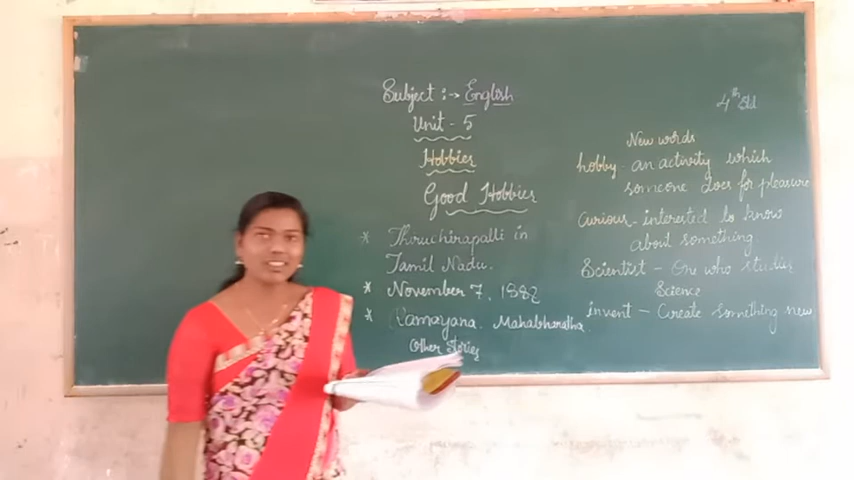 Subject :→ English
Unit - 5
Hobbies
Good Hobbies
* Thiruchirapalli in
Tamil Nadu.
* November 7, 1882
* Ramayana. Mahabharatha.
Other Stories
4th Std
New words
hobby - an activity which
someone does for pleasure
Curious - interested to know
about something.
Scientist - One who studies
Science
invent - Create something new